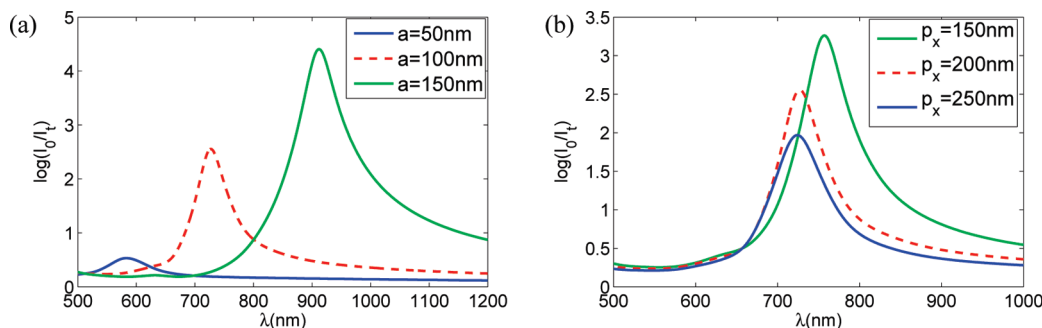 (a)
5
4
3
2
1
0
500 600 700 800 900 1000 1100 1200
λ(nm)
log(I₀/Iₜ)
a=50nm
a=100nm
a=150nm
(b)
3.5
3
2.5
2
1.5
1
0.5
0
500 600 700 800 900 1000
λ(nm)
log(I₀/Iₜ)
pₓ=150nm
pₓ=200nm
pₓ=250nm